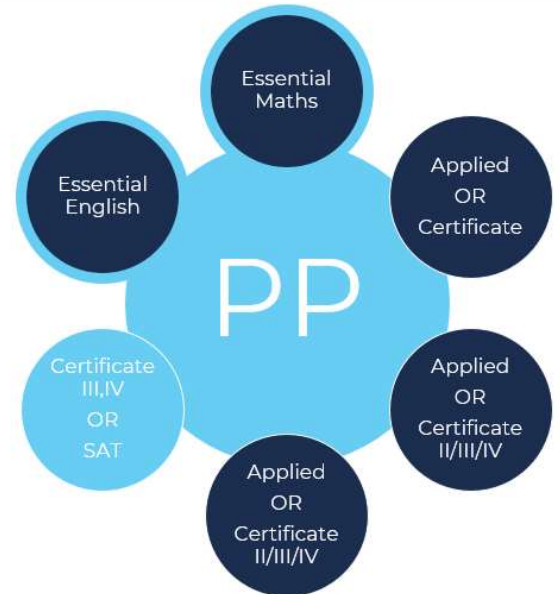 Essential
Maths
Applied
OR
Certificate
Applied
OR
Certificate
II/III/IV
Applied
OR
Certificate
II/III/IV
Certificate
III,IV
OR
SAT
Essential
English
PP